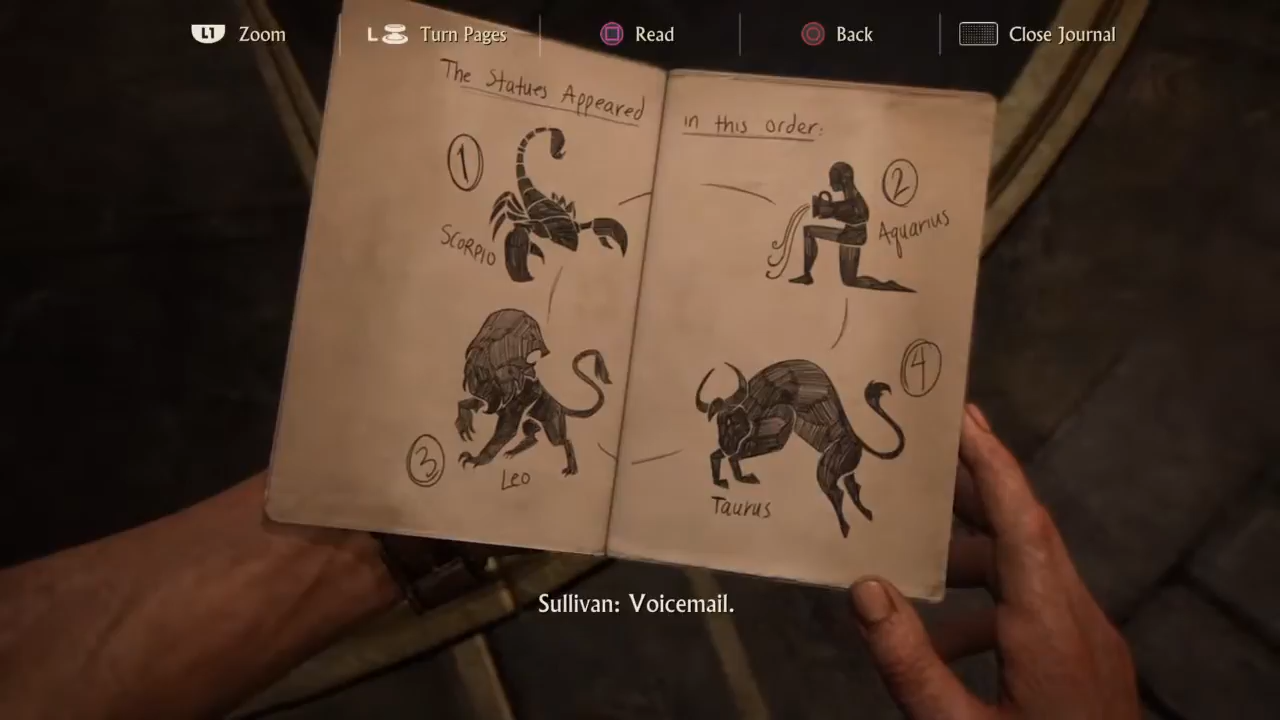 L1 Zoom
L Turn Pages
Read
Back
Close Journal
The Statues Appeared
in this order:
1
SCORPIO
2
Aquarius
3
Leo
4
Taurus
Sullivan: Voicemail.